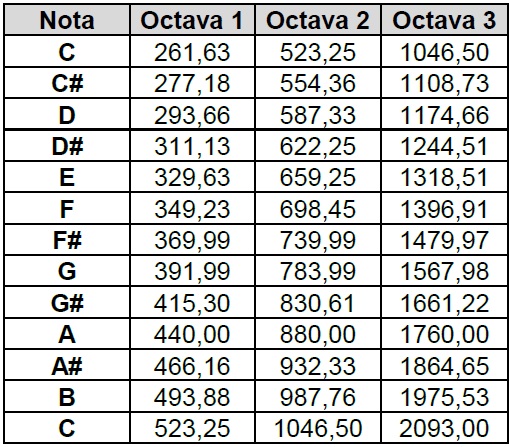 Nota Octava 1 Octava 2 Octava 3
C 261,63 523,25 1046,50
C# 277,18 554,36 1108,73
D 293,66 587,33 1174,66
D# 311,13 622,25 1244,51
E 329,63 659,25 1318,51
F 349,23 698,45 1396,91
F# 369,99 739,99 1479,97
G 391,99 783,99 1567,98
G# 415,30 830,61 1661,22
A 440,00 880,00 1760,00
A# 466,16 932,33 1864,65
B 493,88 987,76 1975,53
C 523,25 1046,50 2093,00